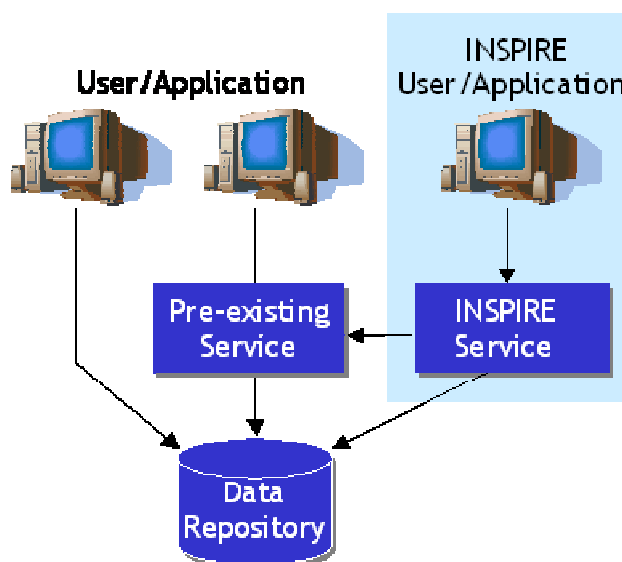 INSPIRE
User/Application
User/Application
Pre-existing
Service
INSPIRE
Service
Data
Repository